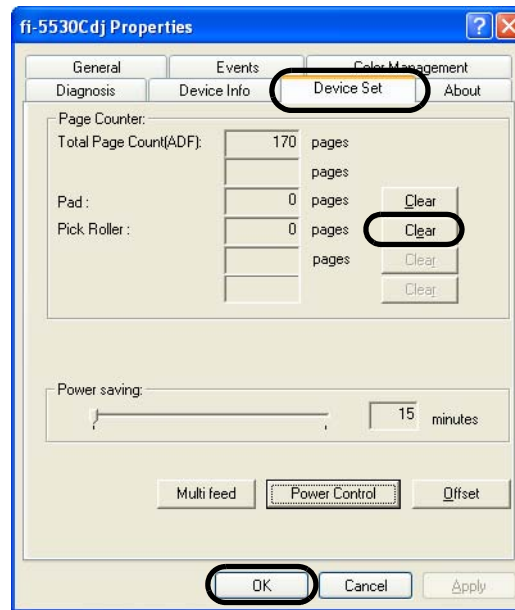 fi-5530Cdj Properties
General Events Color Management
Diagnosis Device Info Device Set About
Page Counter:
Total Page Count(ADF): 170 pages
pages
Pad : 0 pages Clear
Pick Roller : 0 pages Clear
pages Clear
Clear
Power saving:
15 minutes
Multi feed Power Control Offset
OK Cancel Apply